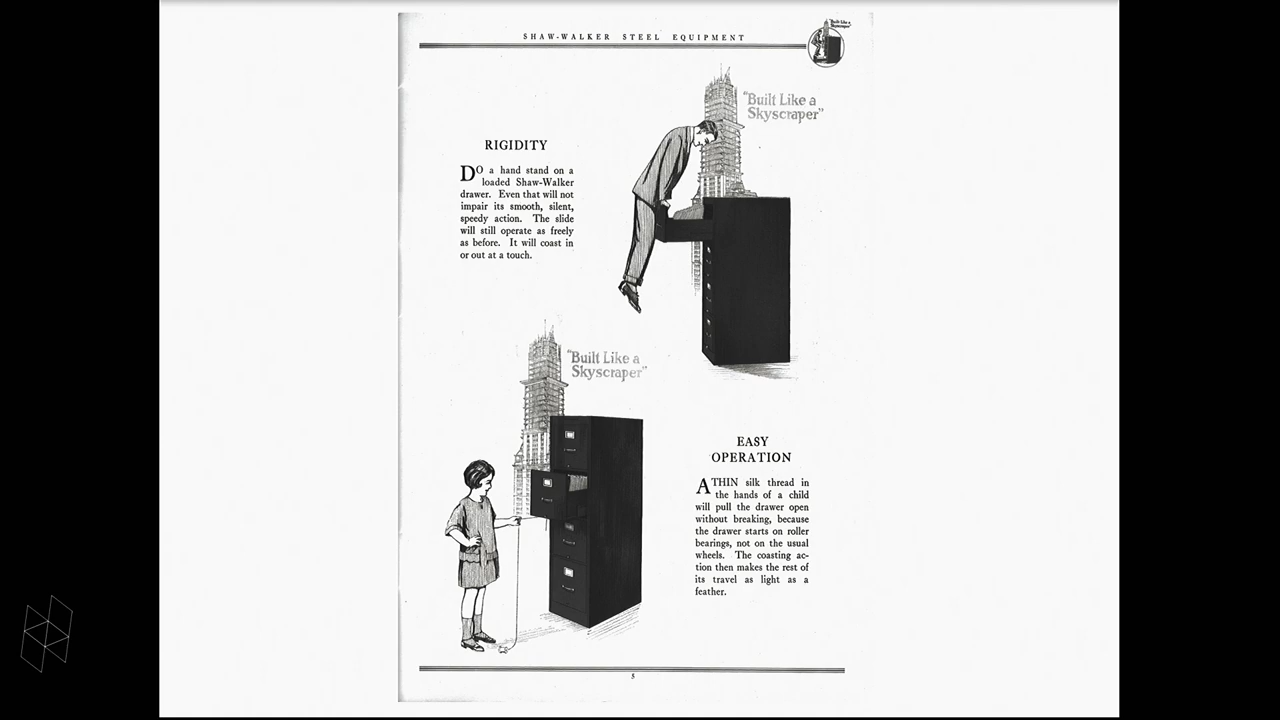 SHAW-WALKER STEEL EQUIPMENT
"Built Like a
Skyscraper"
"Built Like a
Skyscraper"
RIGIDITY
DO a hand stand on a
loaded Shaw-Walker
drawer. Even that will not
impair its smooth, silent,
speedy action. The slide
will still operate as freely
as before. It will coast in
or out at a touch.
"Built Like a
Skyscraper"
EASY
OPERATION
A THIN silk thread in
the hands of a child
will pull the drawer open
without breaking, because
the drawer starts on roller
bearings, not on the usual
wheels. The coasting ac-
tion then makes the rest of
its travel as light as a
feather.
5